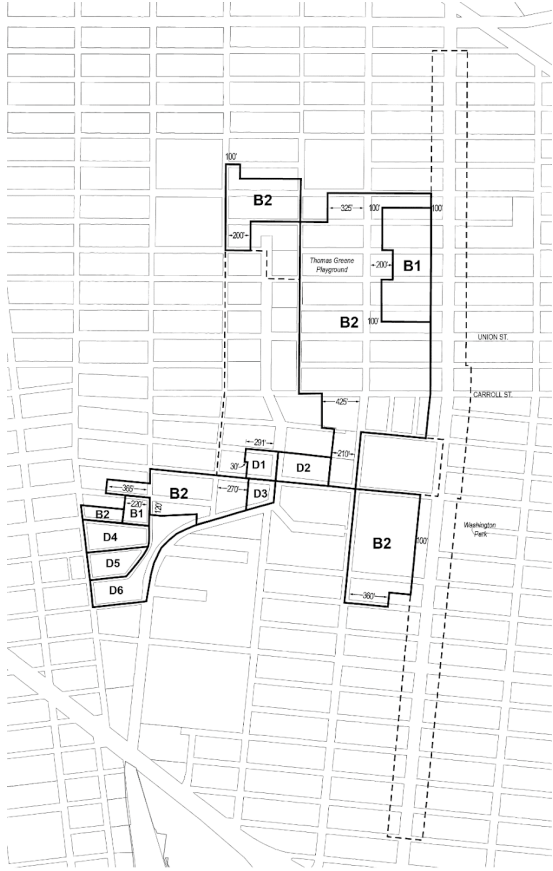 100'
B2
325'
100'
100'
200'
Thomas Greene
Playground
200'
B1
B2
100'
UNION ST.
CARROLL ST.
425'
291'
210'
30'
D1
D2
365'
B2
270'
D3
220'
B2
B1
120'
D4
Washington
Park
B2
100'
D5
D6
360'